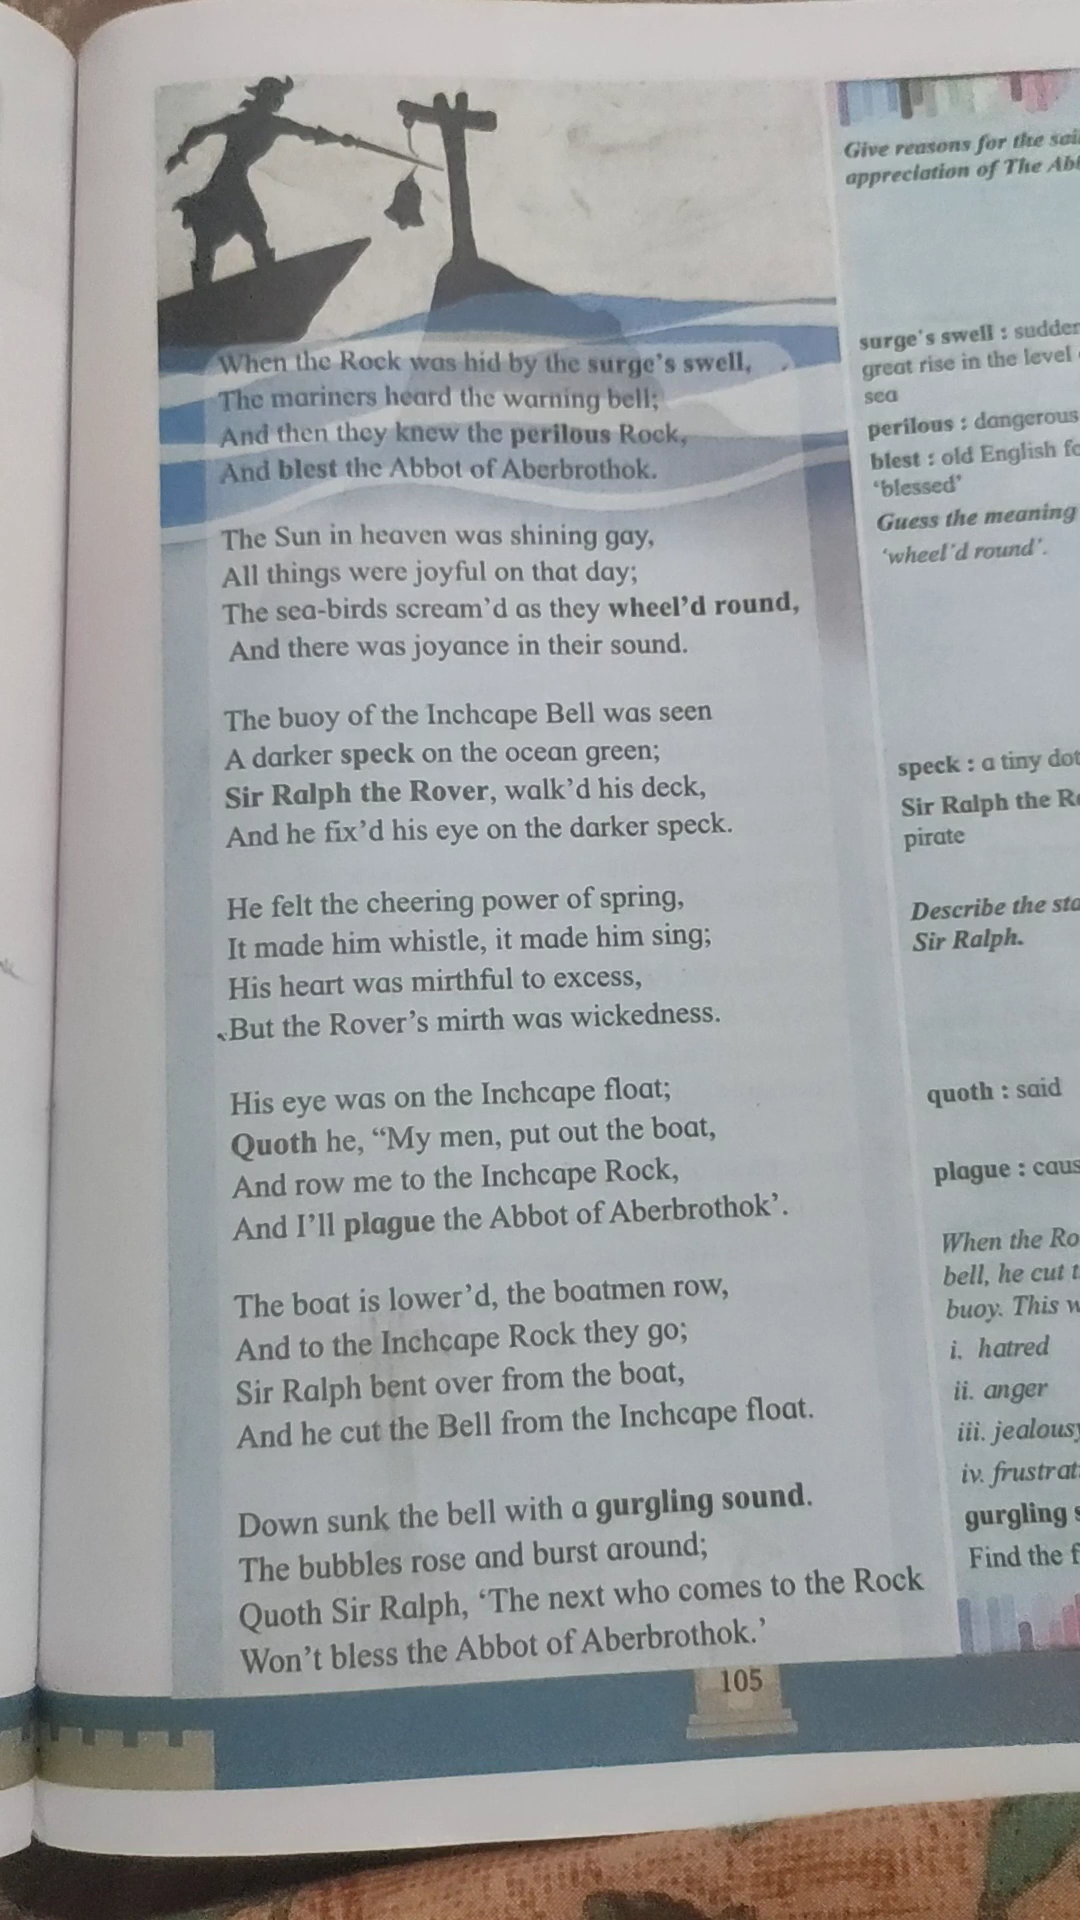 When the Rock was hid by the surge's swell,
The mariners heard the warning bell;
And then they knew the perilous Rock,
And blest the Abbot of Aberbrothok.
The Sun in heaven was shining gay,
All things were joyful on that day;
The sea-birds scream'd as they wheel'd round,
And there was joyance in their sound.
The buoy of the Inchcape Bell was seen
A darker speck on the ocean green;
Sir Ralph the Rover, walk'd his deck,
And he fix'd his eye on the darker speck.
He felt the cheering power of spring,
It made him whistle, it made him sing;
His heart was mirthful to excess,
But the Rover's mirth was wickedness.
His eye was on the Inchcape float;
Quoth he, “My men, put out the boat,
And row me to the Inchcape Rock,
And I'll plague the Abbot of Aberbrothok’.
The boat is lower'd, the boatmen row,
And to the Inchcape Rock they go;
Sir Ralph bent over from the boat,
And he cut the Bell from the Inchcape float.
Down sunk the bell with a gurgling sound.
The bubbles rose and burst around;
Quoth Sir Ralph, ‘The next who comes to the Rock
Won't bless the Abbot of Aberbrothok.’
Give reasons for the
appreciation of The
surge's swell :
great rise in the level
sea
perilous : dangerous
blest : old English
‘blessed’
Guess the meaning
‘wheel'd round’.
speck : a tiny dot
Sir Ralph the
pirate
Describe the
Sir Ralph.
quoth : said
plague :
When the
bell, he cut
buoy. This
i. hatred
ii. anger
iii. jealousy
iv.
gurgling
Find the
105